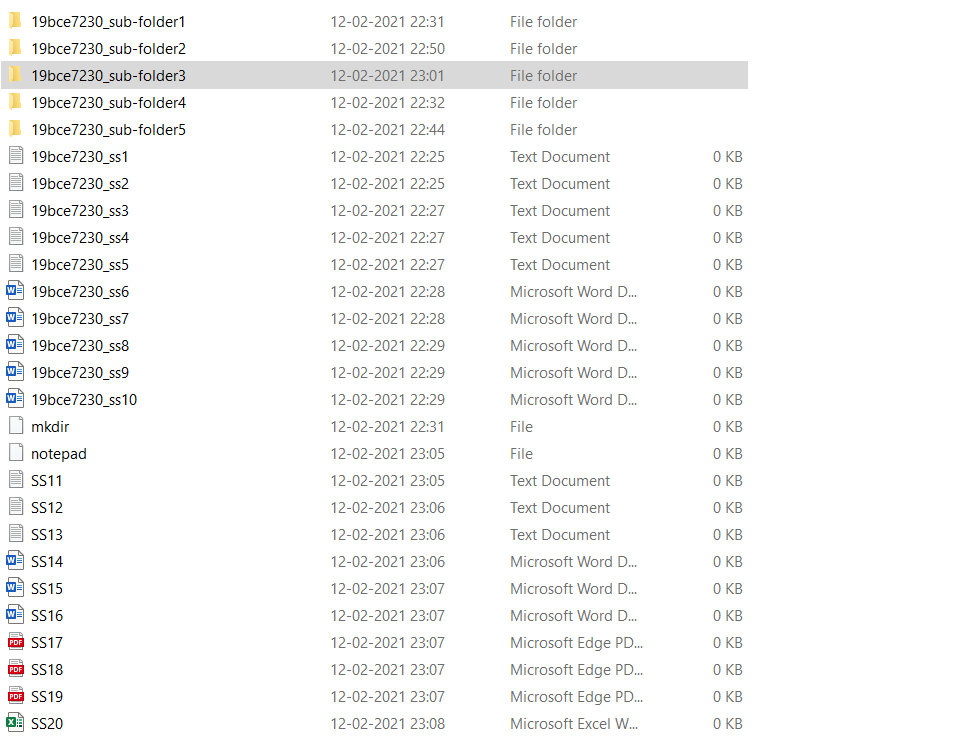 19bce7230_sub-folder1 12-02-2021 22:31 File folder
19bce7230_sub-folder2 12-02-2021 22:50 File folder
19bce7230_sub-folder3 12-02-2021 23:01 File folder
19bce7230_sub-folder4 12-02-2021 22:32 File folder
19bce7230_sub-folder5 12-02-2021 22:44 File folder
19bce7230_ss1 12-02-2021 22:25 Text Document 0 KB
19bce7230_ss2 12-02-2021 22:25 Text Document 0 KB
19bce7230_ss3 12-02-2021 22:27 Text Document 0 KB
19bce7230_ss4 12-02-2021 22:27 Text Document 0 KB
19bce7230_ss5 12-02-2021 22:27 Text Document 0 KB
19bce7230_ss6 12-02-2021 22:28 Microsoft Word D... 0 KB
19bce7230_ss7 12-02-2021 22:28 Microsoft Word D... 0 KB
19bce7230_ss8 12-02-2021 22:29 Microsoft Word D... 0 KB
19bce7230_ss9 12-02-2021 22:29 Microsoft Word D... 0 KB
19bce7230_ss10 12-02-2021 22:29 Microsoft Word D... 0 KB
mkdir 12-02-2021 22:31 File 0 KB
notepad 12-02-2021 23:05 File 0 KB
SS11 12-02-2021 23:05 Text Document 0 KB
SS12 12-02-2021 23:06 Text Document 0 KB
SS13 12-02-2021 23:06 Text Document 0 KB
SS14 12-02-2021 23:06 Microsoft Word D... 0 KB
SS15 12-02-2021 23:07 Microsoft Word D... 0 KB
SS16 12-02-2021 23:07 Microsoft Word D... 0 KB
SS17 12-02-2021 23:07 Microsoft Edge PD... 0 KB
SS18 12-02-2021 23:07 Microsoft Edge PD... 0 KB
SS19 12-02-2021 23:07 Microsoft Edge PD... 0 KB
SS20 12-02-2021 23:08 Microsoft Excel W... 0 KB